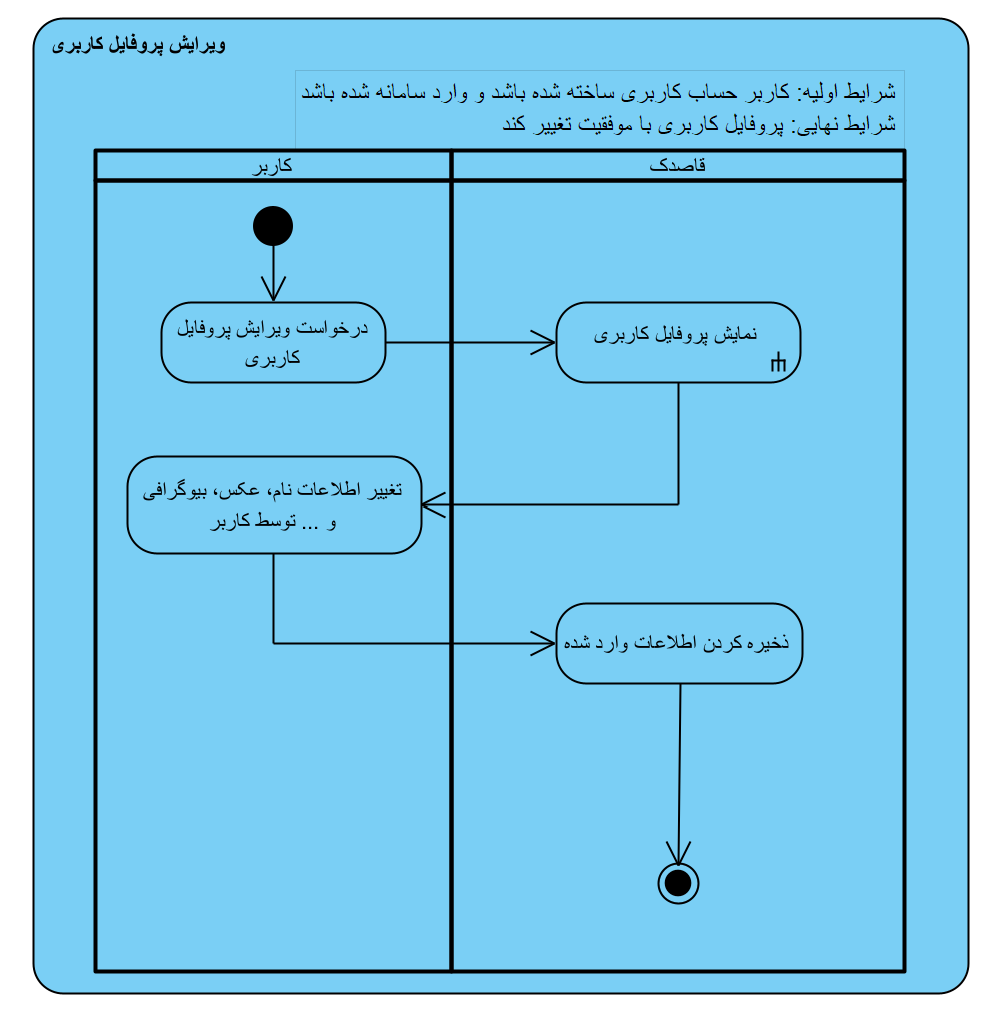 ویرایش پروفایل کاربری
شرایط اولیه: کاربر حساب کاربری ساخته شده باشد و وارد سامانه شده باشد
شرایط نهایی: پروفایل کاربری با موفقیت تغییر کند
کاربر
قاصدک
درخواست ویرایش پروفایل
کاربری
نمایش پروفایل کاربری
تغییر اطلاعات نام، عکس، بیوگرافی
و ... توسط کاربر
ذخیره کردن اطلاعات وارد شده